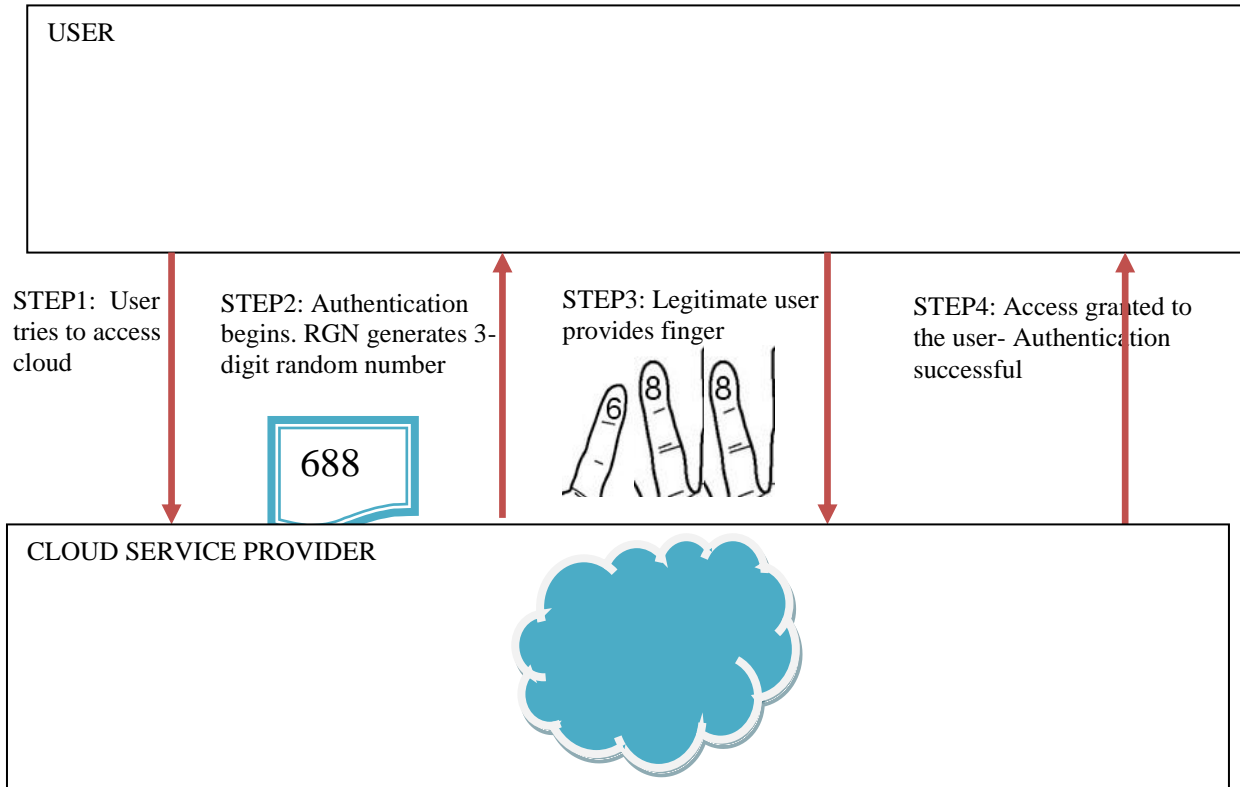 USER
STEP1: User
tries to access
cloud
STEP2: Authentication
begins. RGN generates 3-
digit random number
688
STEP3: Legitimate user
provides finger
6 8 8
STEP4: Access granted to
the user- Authentication
successful
CLOUD SERVICE PROVIDER